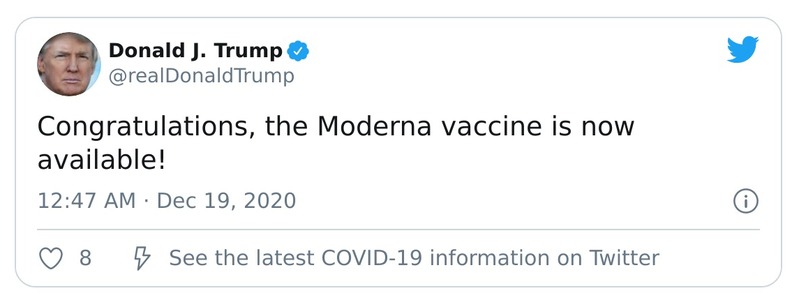 Donald J. Trump
@realDonaldTrump
Congratulations, the Moderna vaccine is now
available!
12:47 AM · Dec 19, 2020
8 See the latest COVID-19 information on Twitter